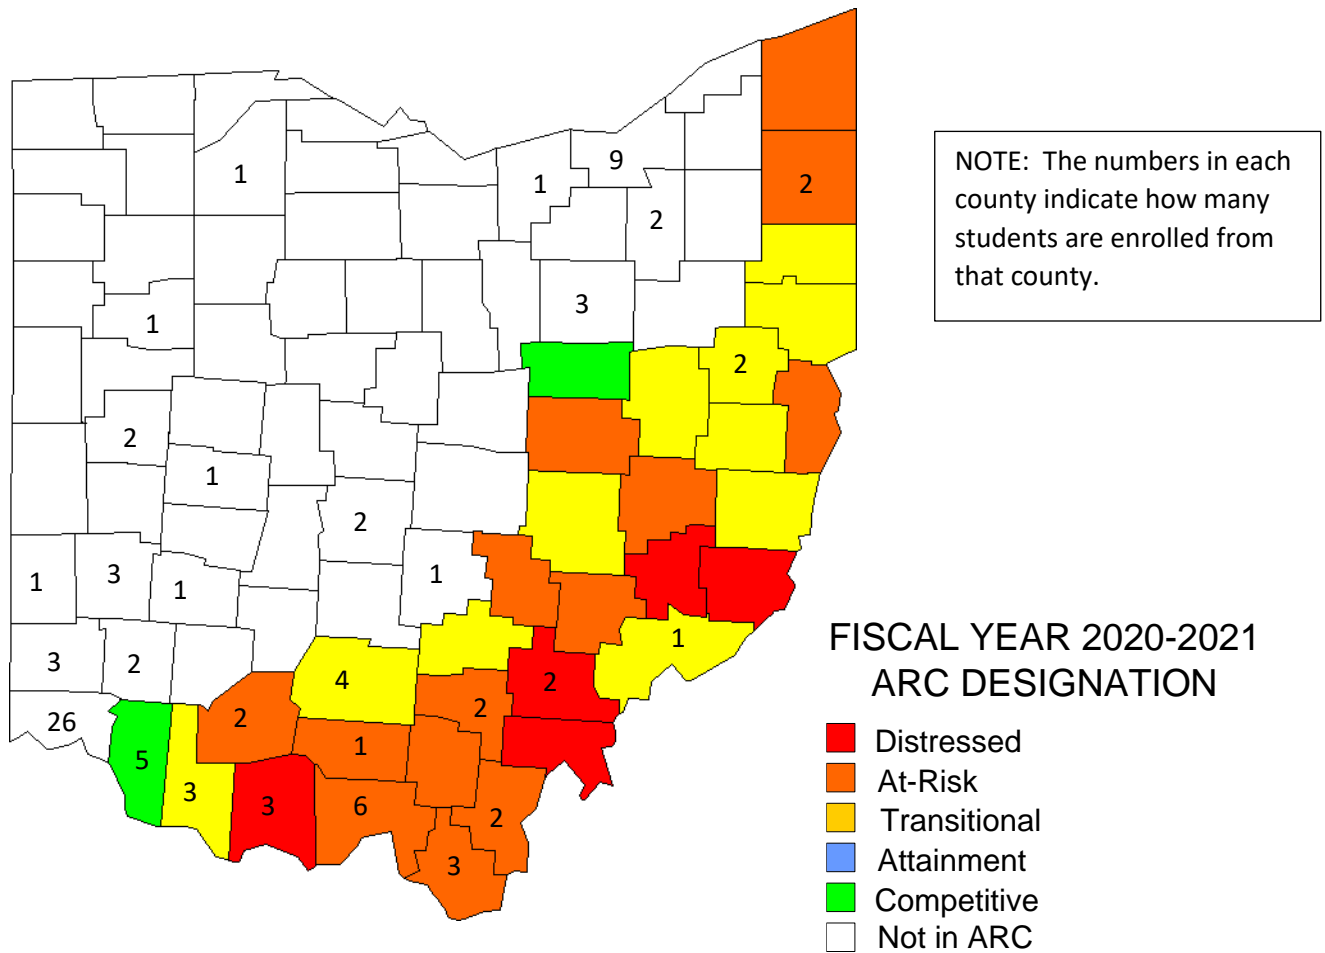 1
9
1
2
2
NOTE: The numbers in each
county indicate how many
students are enrolled from
that county.
3
1
2
2
1
2
1
3
1
1
1
3
2
4
2
2
26
2
1
5
3
3
6
2
3
FISCAL YEAR 2020-2021
ARC DESIGNATION
Distressed
At-Risk
Transitional
Attainment
Competitive
Not in ARC